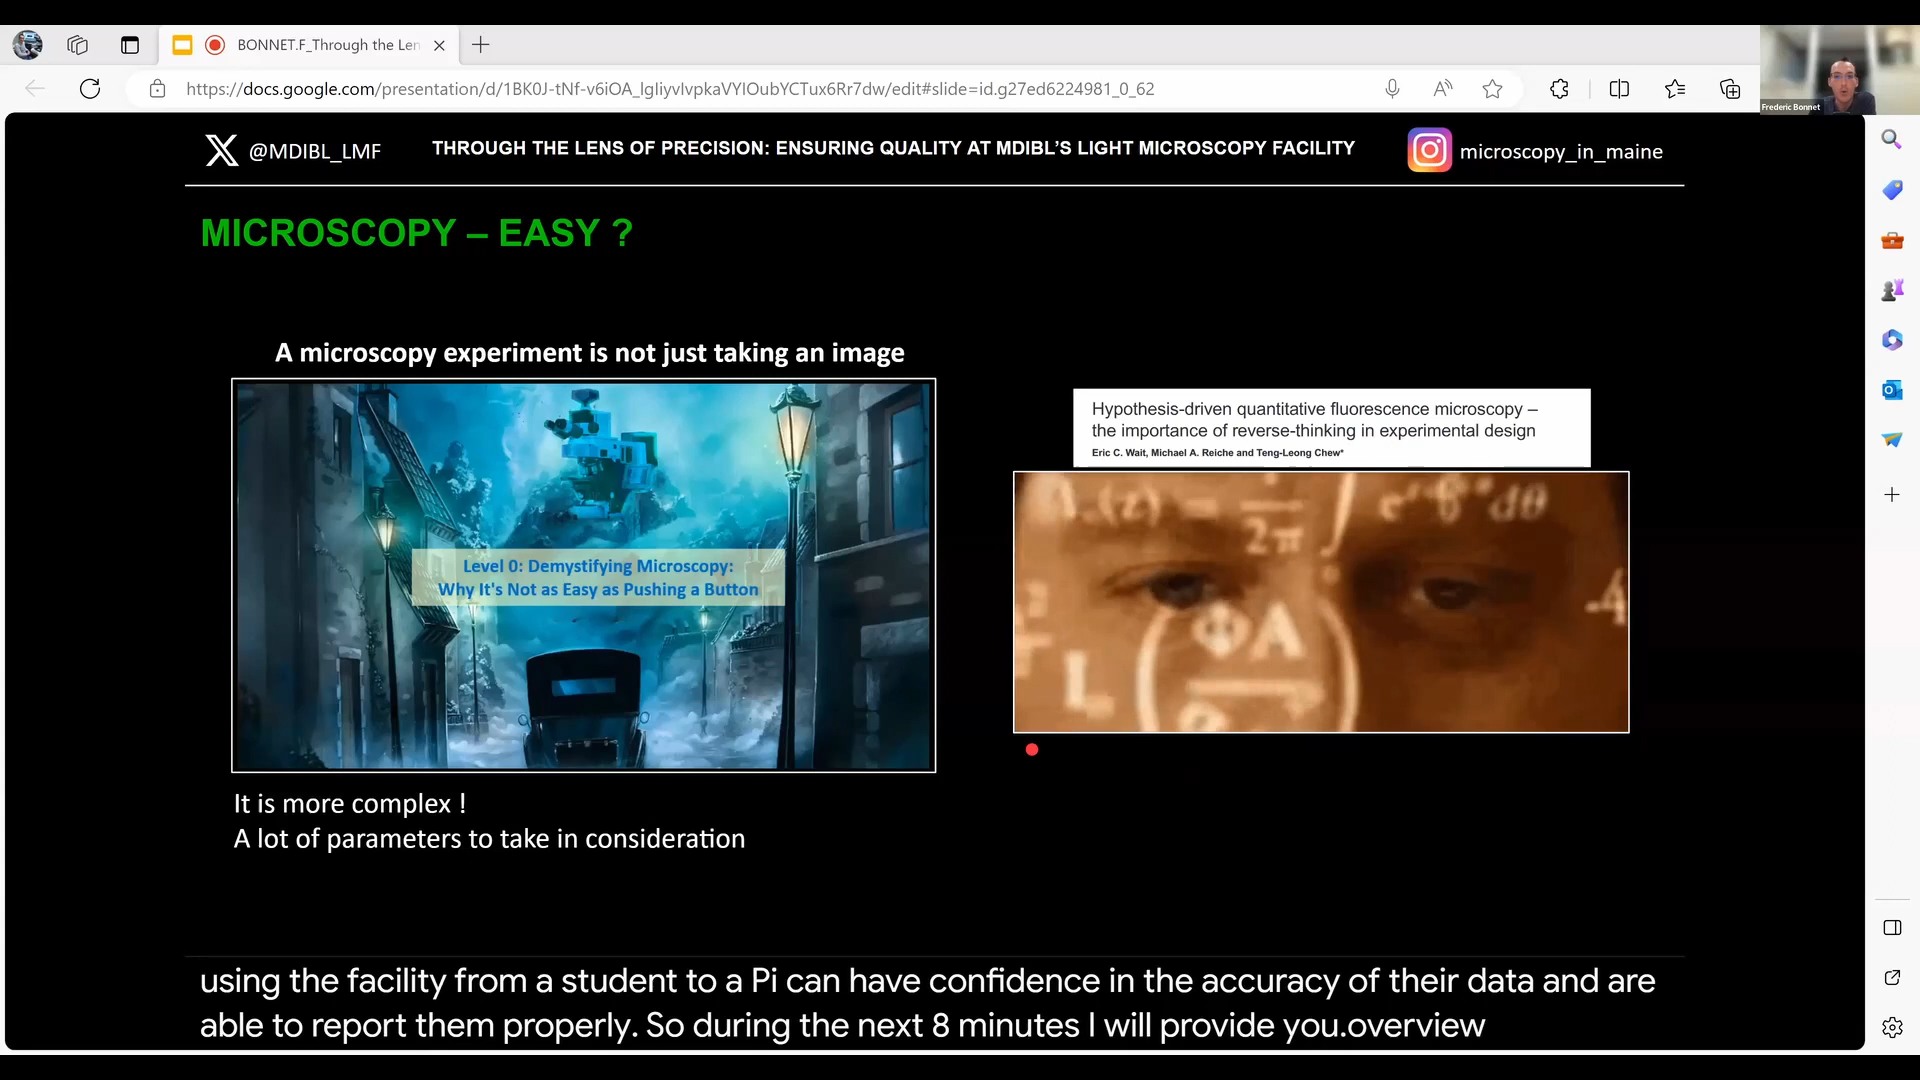 BONNET.F_Through the Len
https://docs.google.com/presentation/d/1BK0J-tNf-v6iOA_lgIiyvIvpkaVYIOubYCTux6Rr7dw/edit#slide=id.g27ed6224981_0_62
Frederic Bonnet
@MDIBL_LMF
THROUGH THE LENS OF PRECISION: ENSURING QUALITY AT MDIBL'S LIGHT MICROSCOPY FACILITY
microscopy_in_maine
MICROSCOPY – EASY ?
A microscopy experiment is not just taking an image
Level 0: Demystifying Microscopy:
Why It's Not as Easy as Pushing a Button
It is more complex !
A lot of parameters to take in consideration
Hypothesis-driven quantitative fluorescence microscopy –
the importance of reverse-thinking in experimental design
Eric C. Wait, Michael A. Reiche and Teng-Leong Chew*
using the facility from a student to a Pi can have confidence in the accuracy of their data and are
able to report them properly. So during the next 8 minutes I will provide you.overview